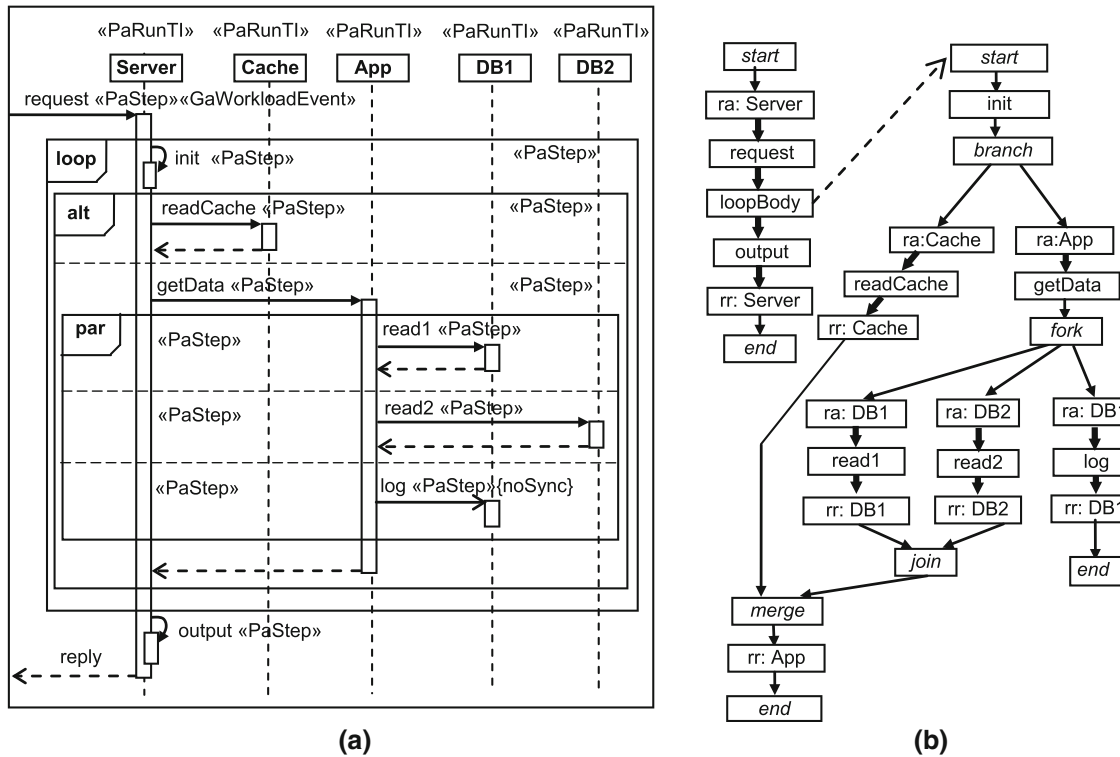 «PaRunTI» «PaRunTI» «PaRunTI» «PaRunTI» «PaRunTI»
Server Cache App DB1 DB2
request «PaStep»«GaWorkloadEvent»
loop
init «PaStep»
«PaStep»
alt
readCache «PaStep»
«PaStep»
getData «PaStep»
«PaStep»
par
«PaStep»
read1 «PaStep»
«PaStep»
read2 «PaStep»
«PaStep»
log «PaStep»{noSync}
output «PaStep»
reply
(a)
start
ra: Server
request
loopBody
output
rr: Server
end
start
init
branch
ra:Cache
readCache
rr: Cache
ra:App
getData
fork
ra: DB1
read1
rr: DB1
ra: DB2
read2
rr: DB2
ra: DB1
log
rr: DB1
end
join
merge
rr: App
end
(b)